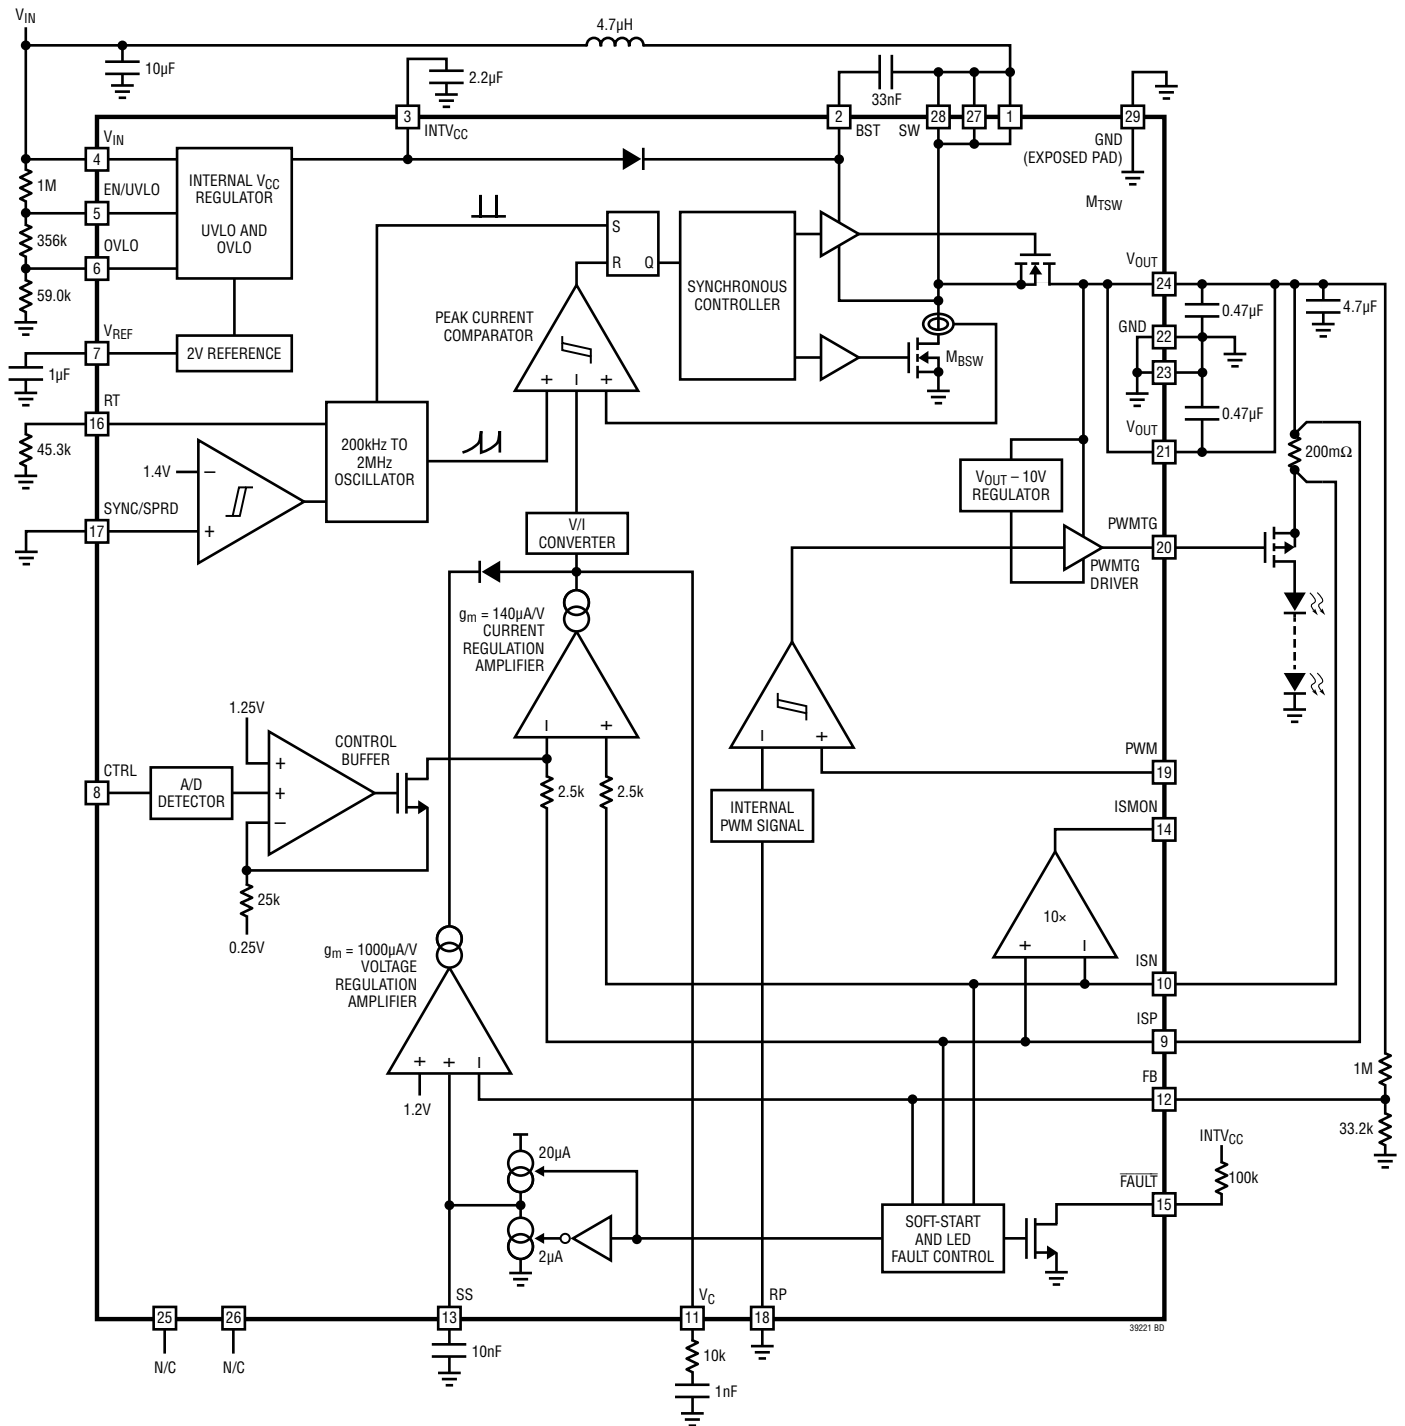 VIN
4.7µH
10µF
2.2µF
33nF
3
INTVCC
2
BST
SW
28
27
1
29
GND
(EXPOSED PAD)
VIN
4
1M
EN/UVLO
5
356k
OVLO
6
59.0k
INTERNAL VCC
REGULATOR
UVLO AND
OVLO
VREF
7
1µF
2V REFERENCE
RT
16
45.3k
1.4V
–
+
SYNC/SPRD
17
200kHz TO
2MHz
OSCILLATOR
PEAK CURRENT
COMPARATOR
+
–
+
S
R
Q
SYNCHRONOUS
CONTROLLER
MTSW
MBSW
VOUT
24
0.47µF
4.7µF
GND
22
23
0.47µF
VOUT
21
200mΩ
VOUT – 10V
REGULATOR
PWMTG
20
PWMTG
DRIVER
V/I
CONVERTER
gm = 140µA/V
CURRENT
REGULATION
AMPLIFIER
–
+
1.25V
CONTROL
BUFFER
CTRL
8
A/D
DETECTOR
+
+
–
25k
0.25V
2.5k
2.5k
–
+
INTERNAL
PWM SIGNAL
PWM
19
ISMON
14
10×
+
–
ISN
10
ISP
9
FB
12
1M
33.2k
gm = 1000µA/V
VOLTAGE
REGULATION
AMPLIFIER
+
+
–
1.2V
20µA
2µA
SOFT-START
AND LED
FAULT CONTROL
INTVCC
100k
FAULT
15
25
N/C
26
N/C
SS
13
10nF
VC
11
10k
1nF
RP
18
39221 BD